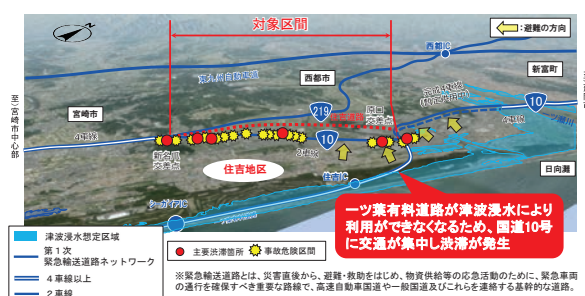 対象区間
:避難の方向
西都IC
東九州自動車道
西都市
新富町
219
10
至)宮崎市中心部
宮崎市
4車線
原口
交差点
4車線
10
2車線
新名爪
交差点
住吉地区
住吉IC
日向灘
シーガイアIC
一ツ葉有料道路が津波浸水により
利用ができなくなるため、国道10号
に交通が集中し渋滞が発生
津波浸水想定区域
第1次
緊急輸送道路ネットワーク
4車線以上
2車線
主要渋滞箇所 事故危険区間
※緊急輸送道路とは、災害直後から、避難・救助をはじめ、物資供給等の応急活動のために、緊急車両
の通行を確保すべき重要な路線で、高速自動車国道や一般国道及びこれらを連絡する基幹的な道路。